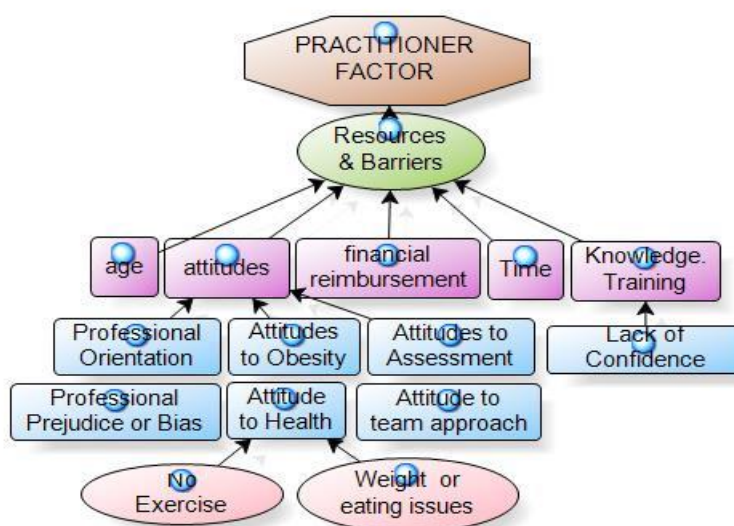 PRACTITIONER
FACTOR
Resources
& Barriers
age
attitudes
financial
reimbursement
Time
Knowledge.
Training
Professional
Orientation
Attitudes
to Obesity
Attitudes to
Assessment
Lack of
Confidence
Professional
Prejudice or Bias
Attitude
to Health
Attitude to
team approach
No
Exercise
Weight or
eating issues